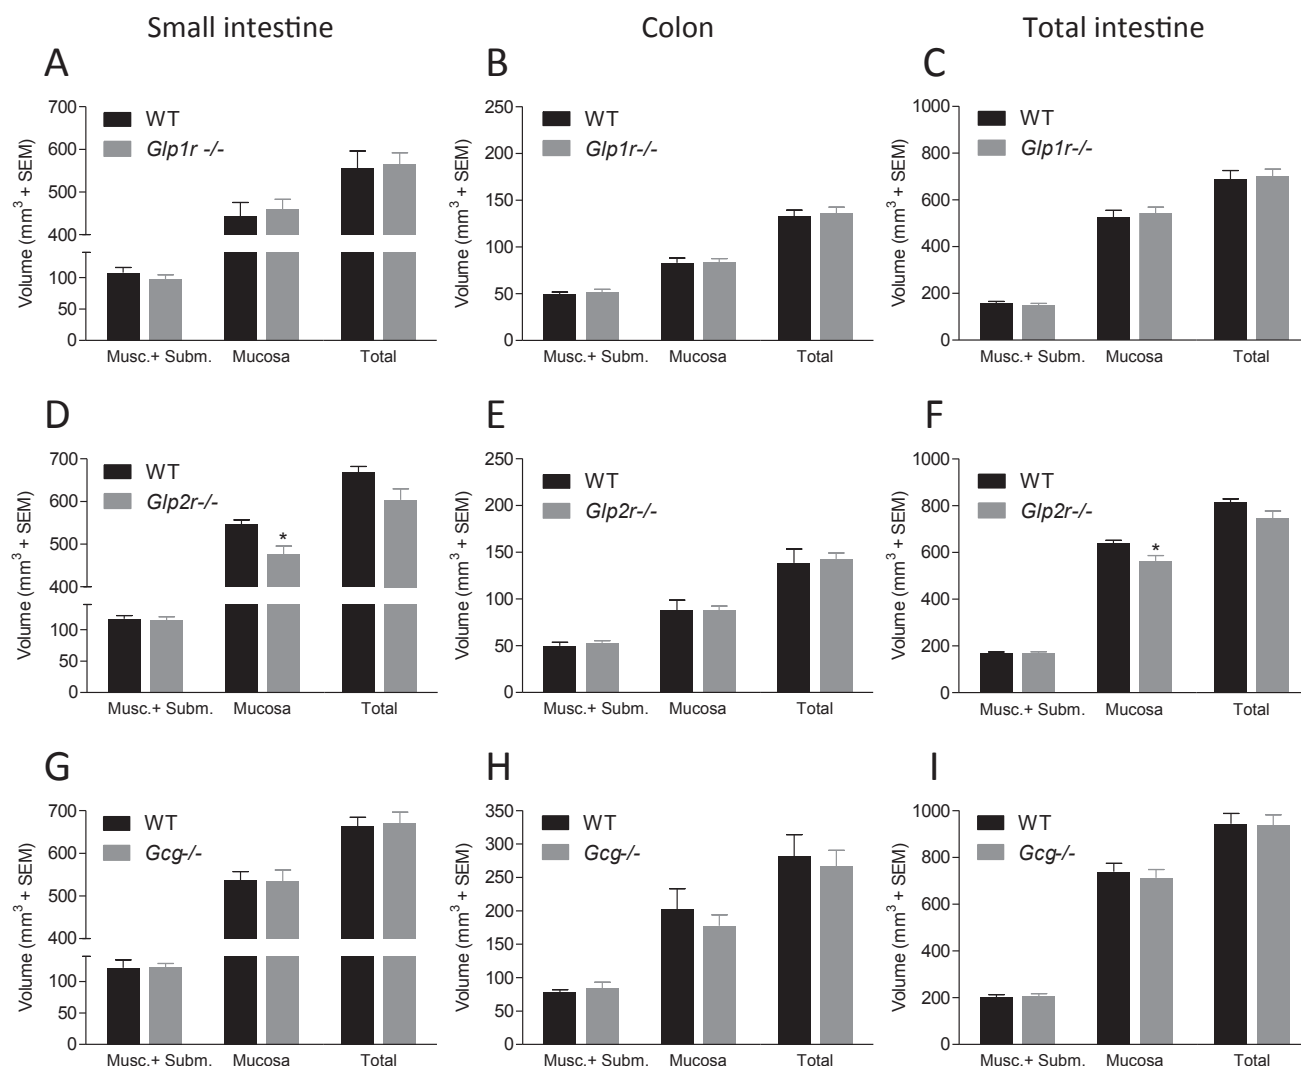 Small intestine
Colon
Total intestine
A
Volume (mm³ + SEM)
700
600
500
400
100
50
0
WT
Glp1r -/-
Musc.+ Subm.
Mucosa
Total
B
Volume (mm³ + SEM)
250
200
150
100
50
0
WT
Glp1r-/-
Musc.+ Subm.
Mucosa
Total
C
Volume (mm³ + SEM)
1000
800
600
400
200
0
WT
Glp1r-/-
Musc.+ Subm.
Mucosa
Total
D
Volume (mm³ + SEM)
700
600
500
400
100
50
0
WT
Glp2r-/-
*
Musc.+ Subm.
Mucosa
Total
E
Volume (mm³ + SEM)
250
200
150
100
50
0
WT
Glp2r-/-
Musc.+ Subm.
Mucosa
Total
F
Volume (mm³ + SEM)
1000
800
600
400
200
0
WT
Glp2r-/-
*
Musc.+ Subm.
Mucosa
Total
G
Volume (mm³ + SEM)
700
600
500
400
100
50
0
WT
Gcg-/-
Musc.+ Subm.
Mucosa
Total
H
Volume (mm³ + SEM)
350
300
250
200
150
100
50
0
WT
Gcg-/-
Musc.+ Subm.
Mucosa
Total
I
Volume (mm³ + SEM)
1000
800
600
400
200
0
WT
Gcg-/-
Musc.+ Subm.
Mucosa
Total